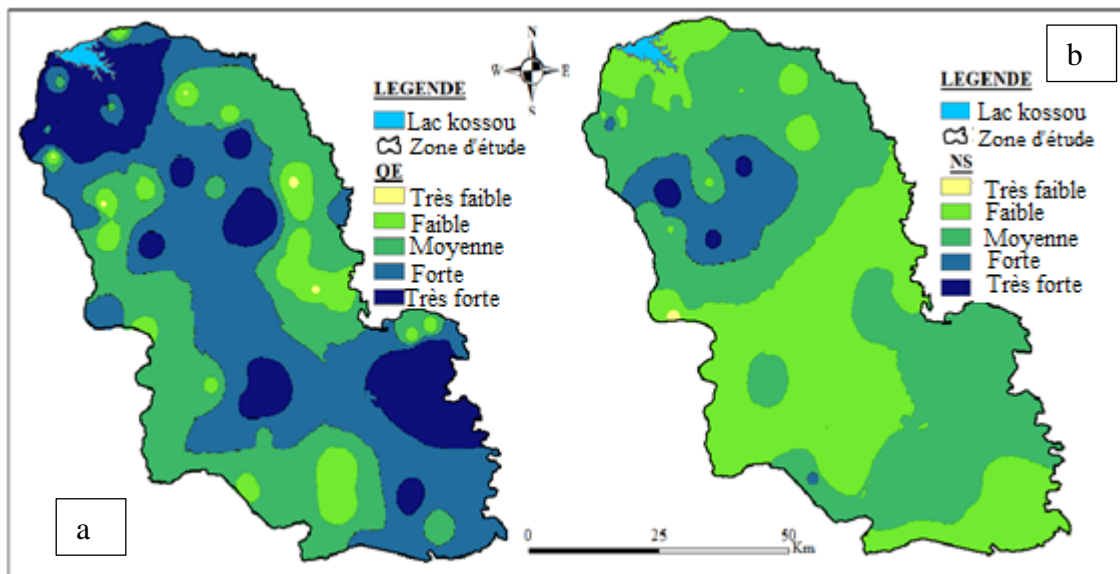 N
W E
S
LEGENDE
Lac kossou
Zone d'étude
QE
Très faible
Faible
Moyenne
Forte
Très forte
a
b
LEGENDE
Lac kossou
Zone d'étude
NS
Très faible
Faible
Moyenne
Forte
Très forte
0 25 50
Km